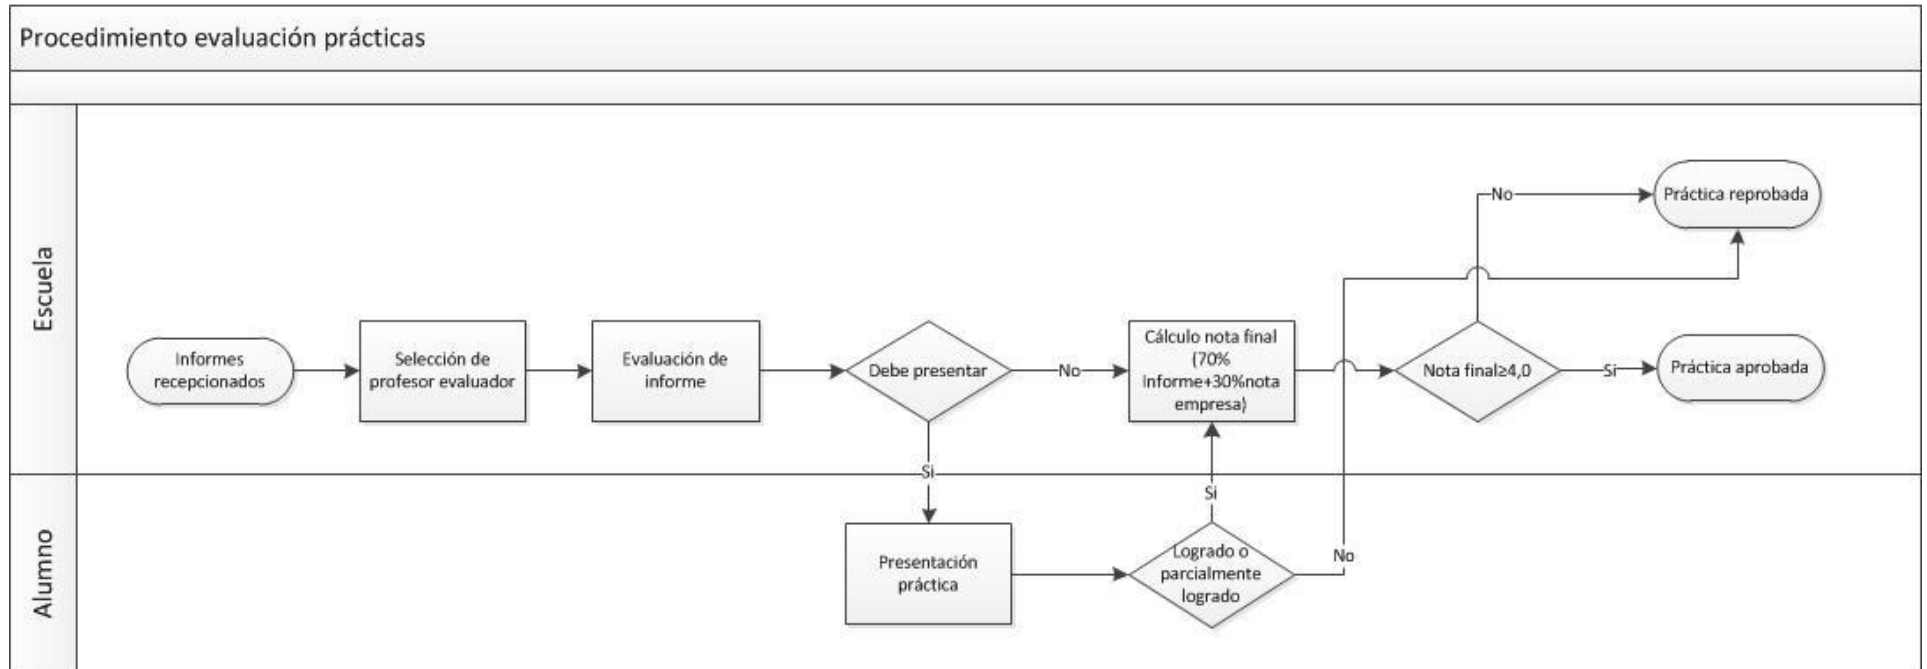 Procedimiento evaluación prácticas
Escuela
Informes
recepcionados
Selección de
profesor evaluador
Evaluación de
informe
Debe presentar
No
Si
Cálculo nota final
(70%
Informe+30%nota
empresa)
Nota final≥4,0
No
Práctica reprobada
Si
Práctica aprobada
Alumno
Presentación
práctica
Logrado o
parcialmente
logrado
Si
No